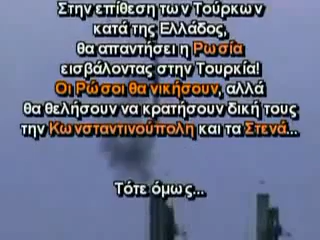 Στην επίθεση των Τούρκων
κατά της Ελλάδος,
θα απαντήσει η Ρωσία
εισβάλοντας στην Τουρκία!
Οι Ρώσοι θα νικήσουν, αλλά
θα θελήσουν να κρατήσουν δική τους
την Κωνσταντινούπολη και τα Στενά...
Τότε όμως...